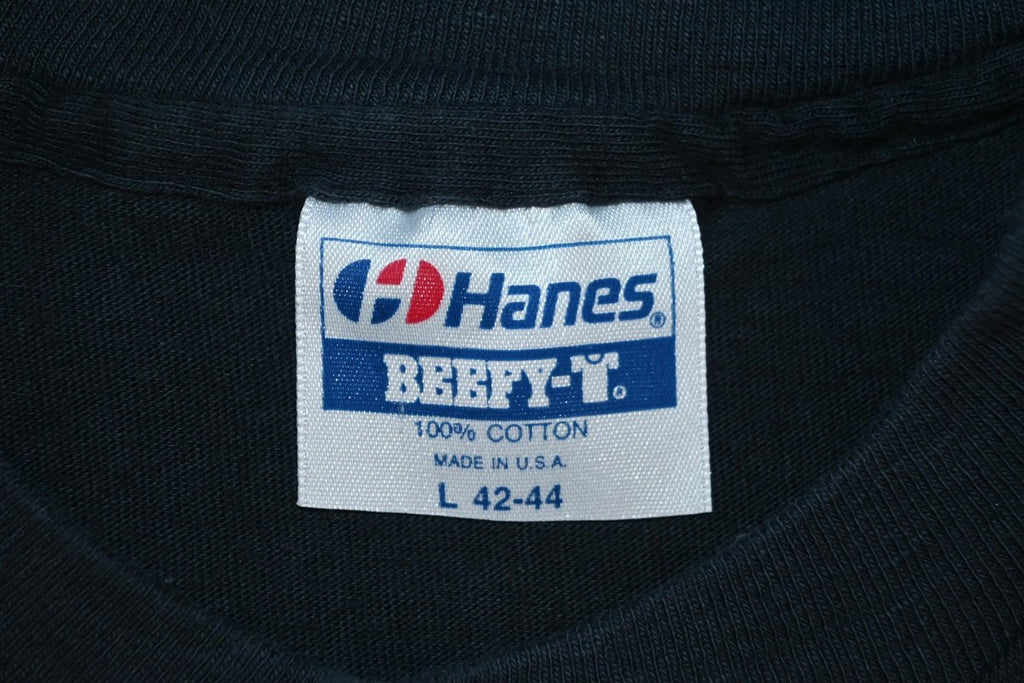 Hanes®
BEEFY-T®
100% COTTON
MADE IN U.S.A.
L 42-44